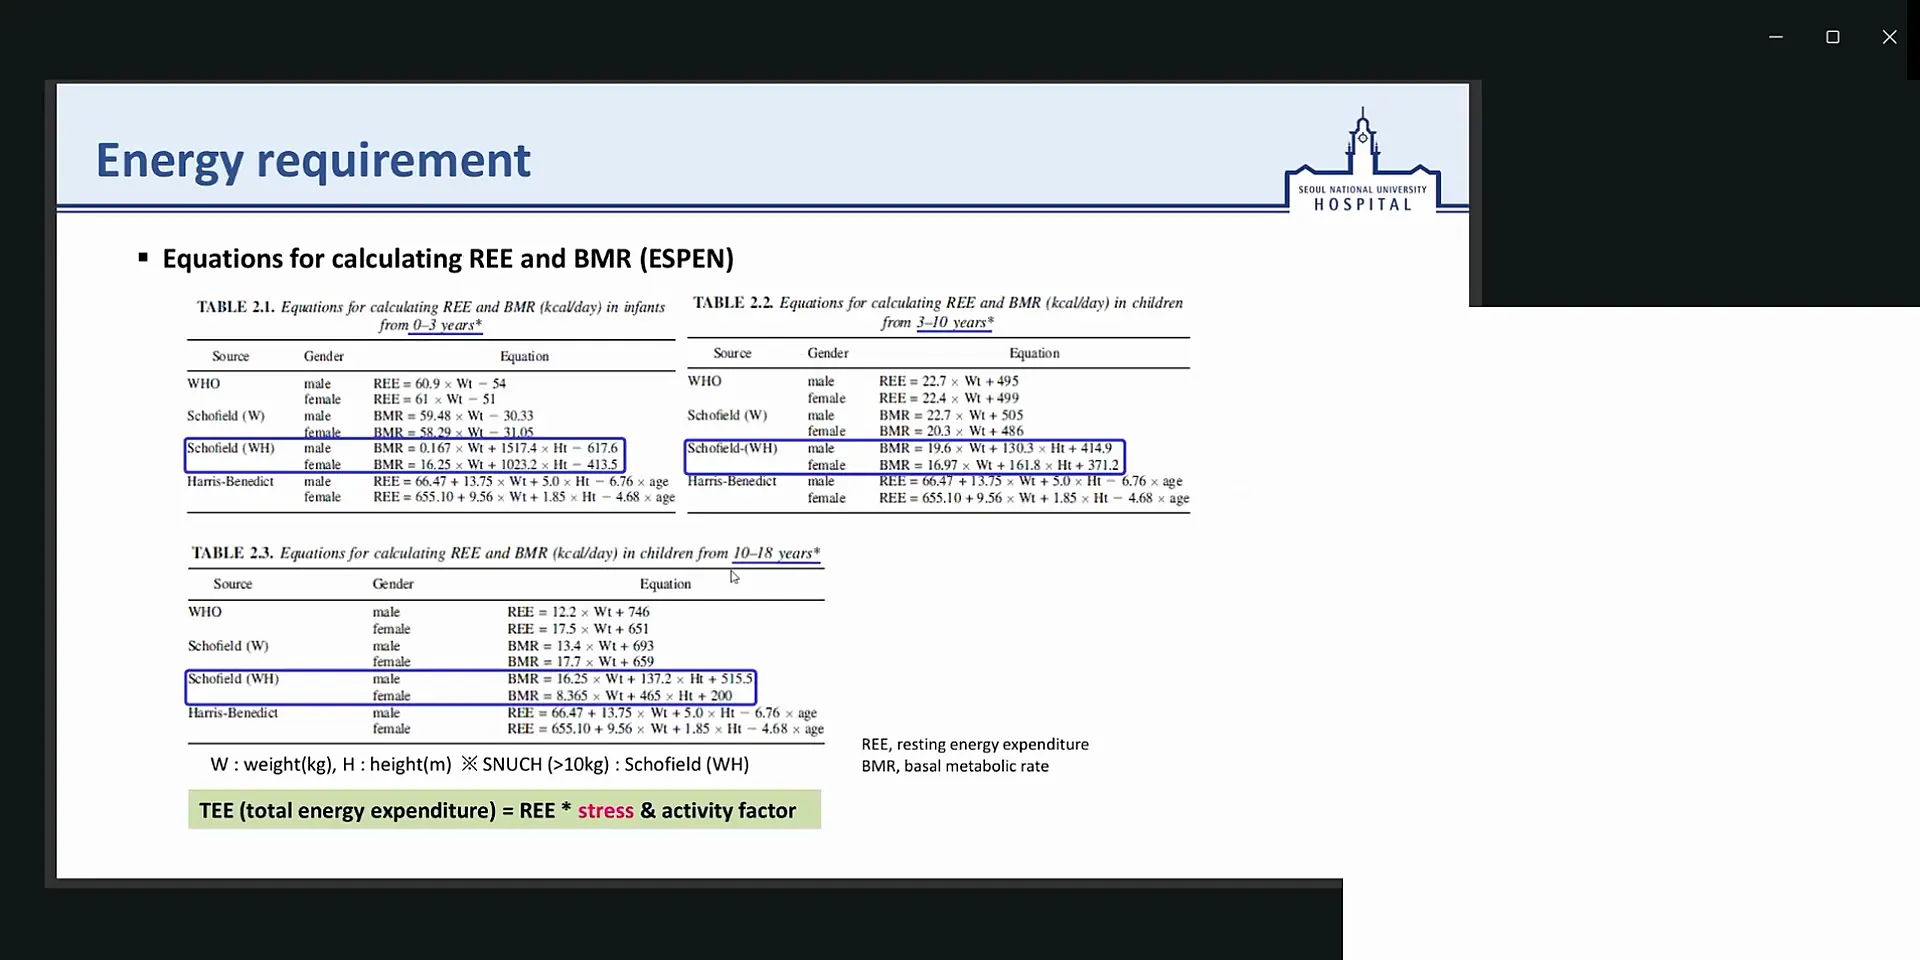 Energy requirement
SEOUL NATIONAL UNIVERSITY
HOSPITAL
▪ Equations for calculating REE and BMR (ESPEN)
TABLE 2.1. Equations for calculating REE and BMR (kcal/day) in infants
from 0–3 years*
Source Gender Equation
WHO male REE = 60.9 × Wt − 54
female REE = 61 × Wt − 51
Schofield (W) male BMR = 59.48 × Wt − 30.33
female BMR = 58.29 × Wt − 31.05
Schofield (WH) male BMR = 0.167 × Wt + 1517.4 × Ht − 617.6
female BMR = 16.25 × Wt + 1023.2 × Ht − 413.5
Harris-Benedict male REE = 66.47 + 13.75 × Wt + 5.0 × Ht − 6.76 × age
female REE = 655.10 + 9.56 × Wt + 1.85 × Ht − 4.68 × age
TABLE 2.2. Equations for calculating REE and BMR (kcal/day) in children
from 3–10 years*
Source Gender Equation
WHO male REE = 22.7 × Wt + 495
female REE = 22.4 × Wt + 499
Schofield (W) male BMR = 22.7 × Wt + 505
female BMR = 20.3 × Wt + 486
Schofield-(WH) male BMR = 19.6 × Wt + 130.3 × Ht + 414.9
female BMR = 16.97 × Wt + 161.8 × Ht + 371.2
Harris-Benedict male REE = 66.47 + 13.75 × Wt + 5.0 × Ht − 6.76 × age
female REE = 655.10 + 9.56 × Wt + 1.85 × Ht − 4.68 × age
TABLE 2.3. Equations for calculating REE and BMR (kcal/day) in children from 10–18 years*
Source Gender Equation
WHO male REE = 12.2 × Wt + 746
female REE = 17.5 × Wt + 651
Schofield (W) male BMR = 13.4 × Wt + 693
female BMR = 17.7 × Wt + 659
Schofield (WH) male BMR = 16.25 × Wt + 137.2 × Ht + 515.5
female BMR = 8.365 × Wt + 465 × Ht + 200
Harris-Benedict male REE = 66.47 + 13.75 × Wt + 5.0 × Ht − 6.76 × age
female REE = 655.10 + 9.56 × Wt + 1.85 × Ht − 4.68 × age
W : weight(kg), H : height(m) ※ SNUCH (>10kg) : Schofield (WH)
REE, resting energy expenditure
BMR, basal metabolic rate
TEE (total energy expenditure) = REE * stress & activity factor